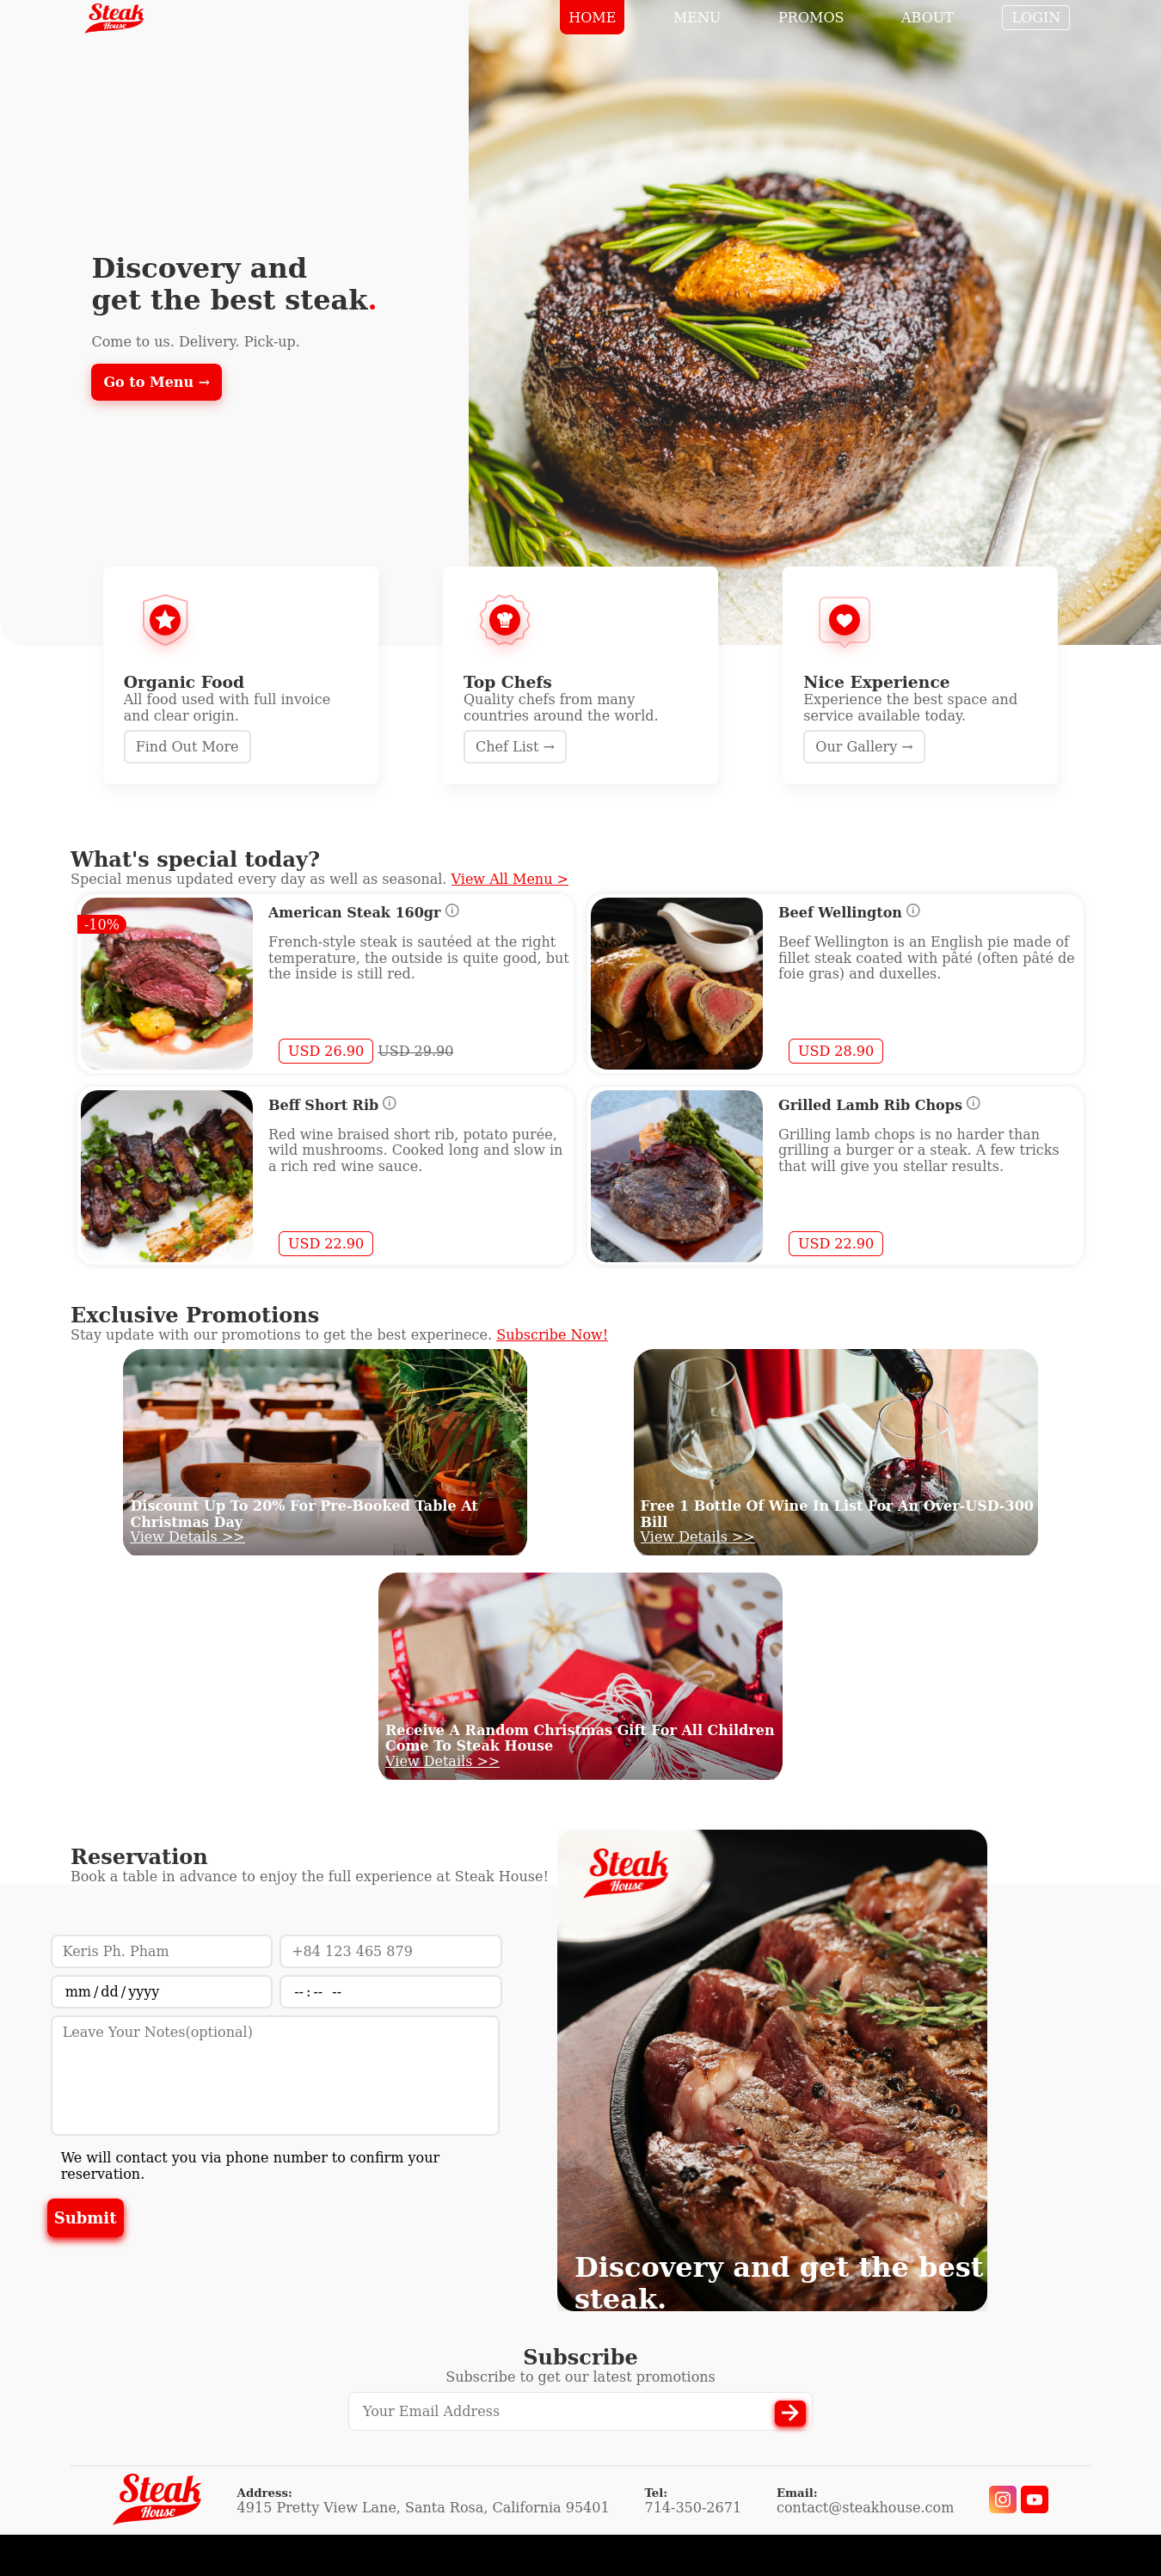 Steak
House
HOME
MENU
PROMOS
ABOUT
LOGIN
Discovery and
get the best steak.
Come to us. Delivery. Pick-up.
Go to Menu →
Organic Food
All food used with full invoice
and clear origin.
Find Out More
Top Chefs
Quality chefs from many
countries around the world.
Chef List →
Nice Experience
Experience the best space and
service available today.
Our Gallery →
What's special today?
Special menus updated every day as well as seasonal. View All Menu >
-10%
American Steak 160gr
French-style steak is sautéed at the right
temperature, the outside is quite good, but
the inside is still red.
USD 26.90 USD 29.90
Beef Wellington
Beef Wellington is an English pie made of
fillet steak coated with pâté (often pâté de
foie gras) and duxelles.
USD 28.90
Beff Short Rib
Red wine braised short rib, potato purée,
wild mushrooms. Cooked long and slow in
a rich red wine sauce.
USD 22.90
Grilled Lamb Rib Chops
Grilling lamb chops is no harder than
grilling a burger or a steak. A few tricks
that will give you stellar results.
USD 22.90
Exclusive Promotions
Stay update with our promotions to get the best experinece. Subscribe Now!
Discount Up To 20% For Pre-Booked Table At
Christmas Day
View Details >>
Free 1 Bottle Of Wine In List For An Over-USD-300
Bill
View Details >>
Receive A Random Christmas Gift For All Children
Come To Steak House
View Details >>
Reservation
Book a table in advance to enjoy the full experience at Steak House!
Keris Ph. Pham
+84 123 465 879
mm/dd/yyyy
--:-- --
Leave Your Notes(optional)
We will contact you via phone number to confirm your
reservation.
Submit
Steak
House
Discovery and get the best
steak.
Subscribe
Subscribe to get our latest promotions
Your Email Address
Steak
House
Address:
4915 Pretty View Lane, Santa Rosa, California 95401
Tel:
714-350-2671
Email:
contact@steakhouse.com